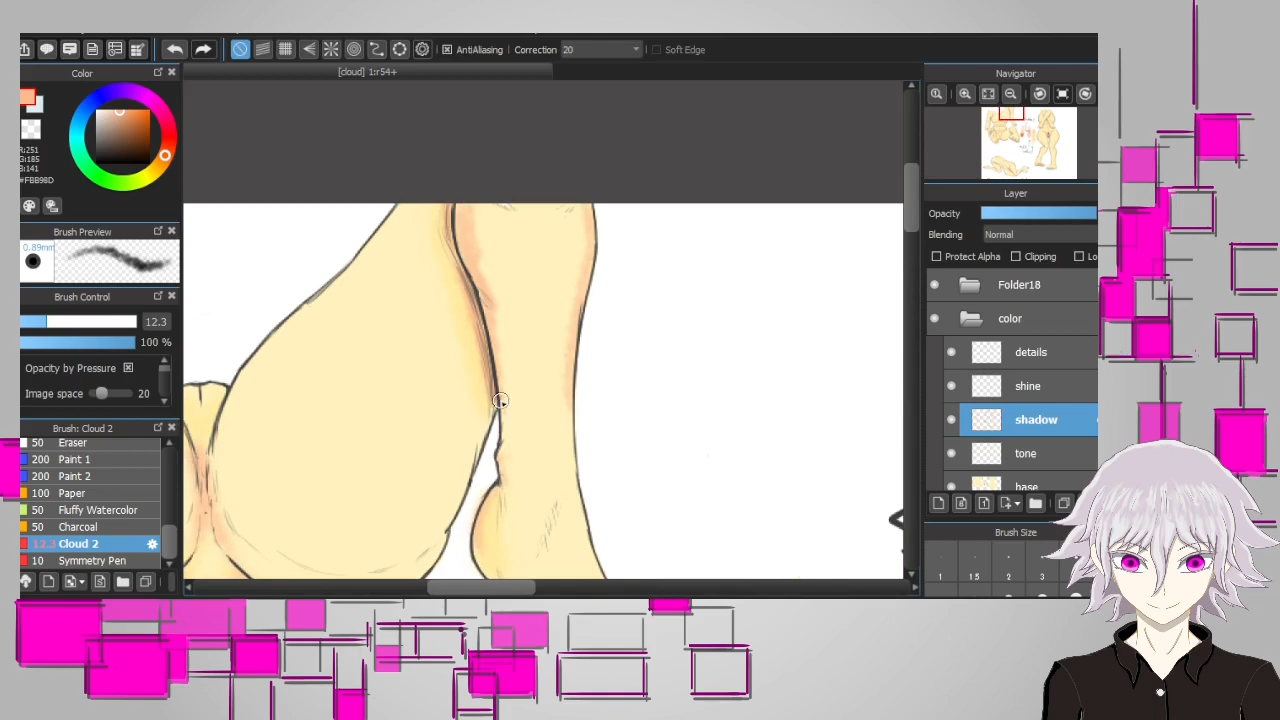 AntiAliasing Correction 20 Soft Edge
Color
[cloud] 1:r54+
Navigator
R:251
G:185
B:141
#FBB98D
Layer
Opacity
Blending Normal
Protect Alpha Clipping Lo
Brush Preview
0.89mm
Brush Control
12.3
100 %
Opacity by Pressure
Image space 20
Folder18
color
details
shine
shadow
tone
base
Brush: Cloud 2
50 Eraser
200 Paint 1
200 Paint 2
100 Paper
50 Fluffy Watercolor
50 Charcoal
12.3 Cloud 2
10 Symmetry Pen
Brush Size
1 1.5 2 3